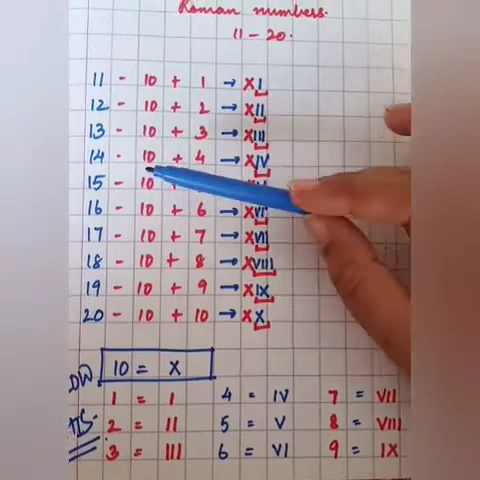 Roman numbers.
11 - 20.
11 - 10 + 1 → XI
12 - 10 + 2 → XII
13 - 10 + 3 → XIII
14 - 10 + 4 → XIV
15 - 10
16 - 10 + 6 → XVI
17 - 10 + 7 → XVII
18 - 10 + 8 → XVIII
19 - 10 + 9 → XIX
20 - 10 + 10 → XX
10 = X
1 = I 4 = IV 7 = VII
2 = II 5 = V 8 = VIII
3 = III 6 = VI 9 = IX